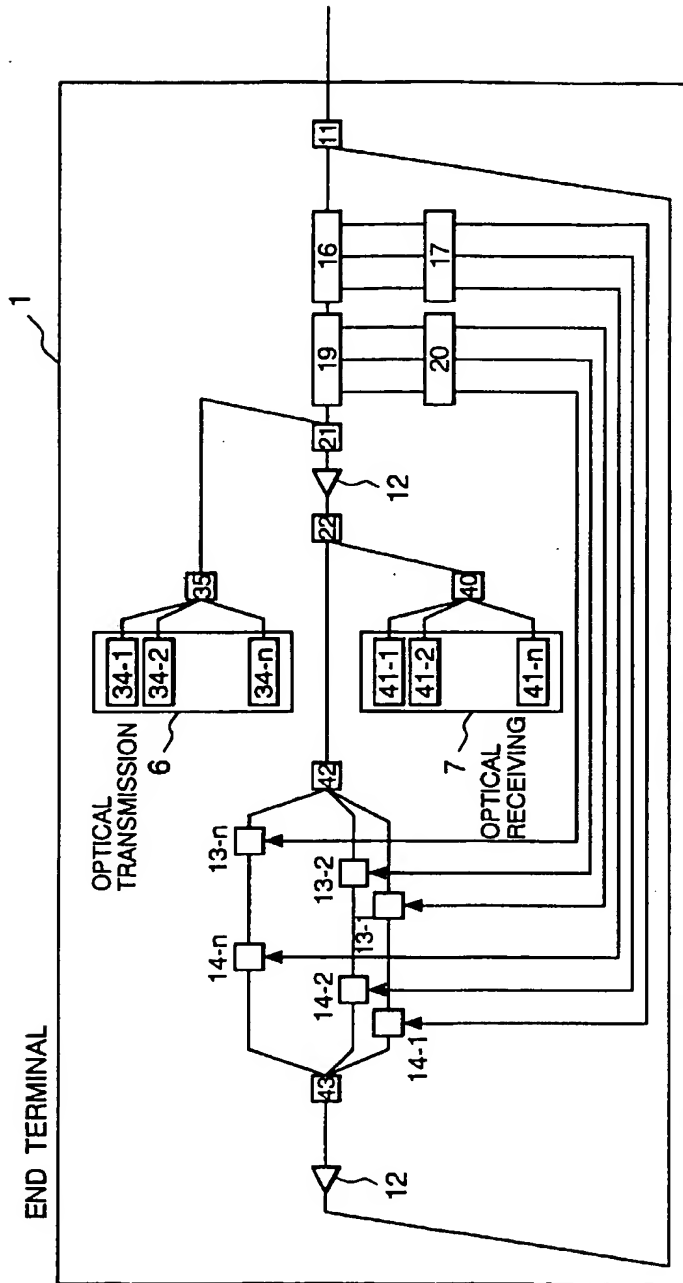 END TERMINAL
1
OPTICAL
TRANSMISSION
6
34-1
34-2
34-n
35
11
16
17
19
20
21
12
22
40
41-1
41-2
41-n
7
OPTICAL
RECEIVING
42
13-n
13-2
13-1
14-n
14-2
14-1
43
12